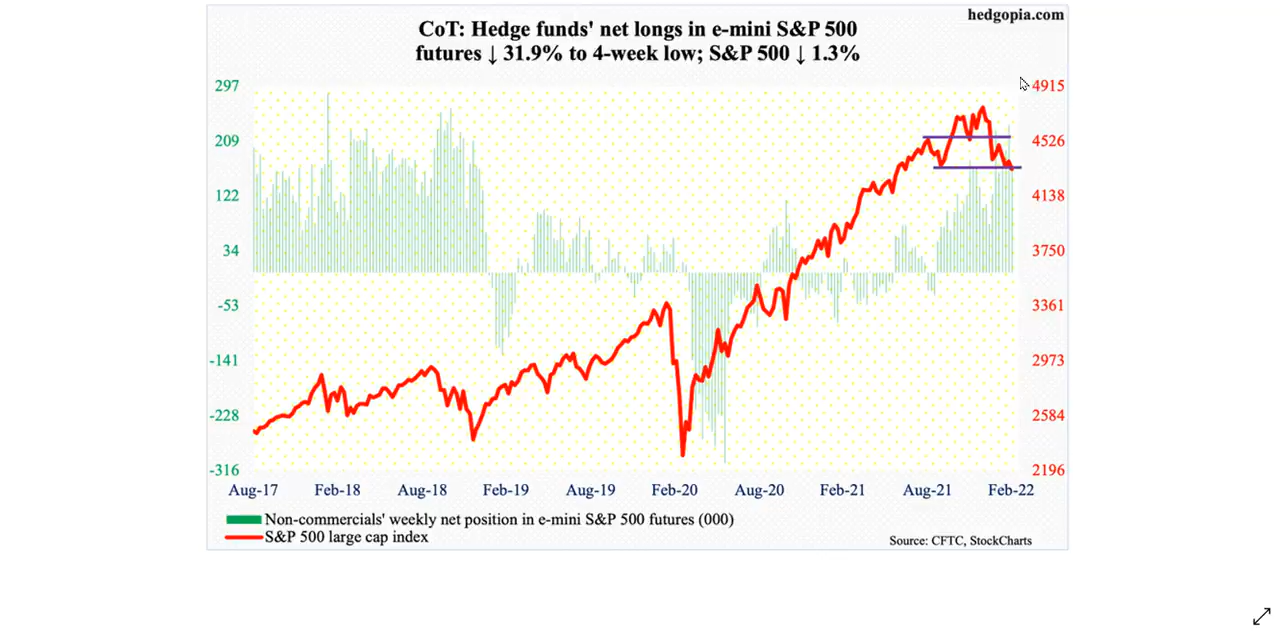 hedgopia.com
CoT: Hedge funds' net longs in e-mini S&P 500
futures ↓ 31.9% to 4-week low; S&P 500 ↓ 1.3%
297
4915
209
4526
122
4138
34
3750
-53
3361
-141
2973
-228
2584
-316
2196
Aug-17 Feb-18 Aug-18 Feb-19 Aug-19 Feb-20 Aug-20 Feb-21 Aug-21 Feb-22
Non-commercials' weekly net position in e-mini S&P 500 futures (000)
S&P 500 large cap index
Source: CFTC, StockCharts